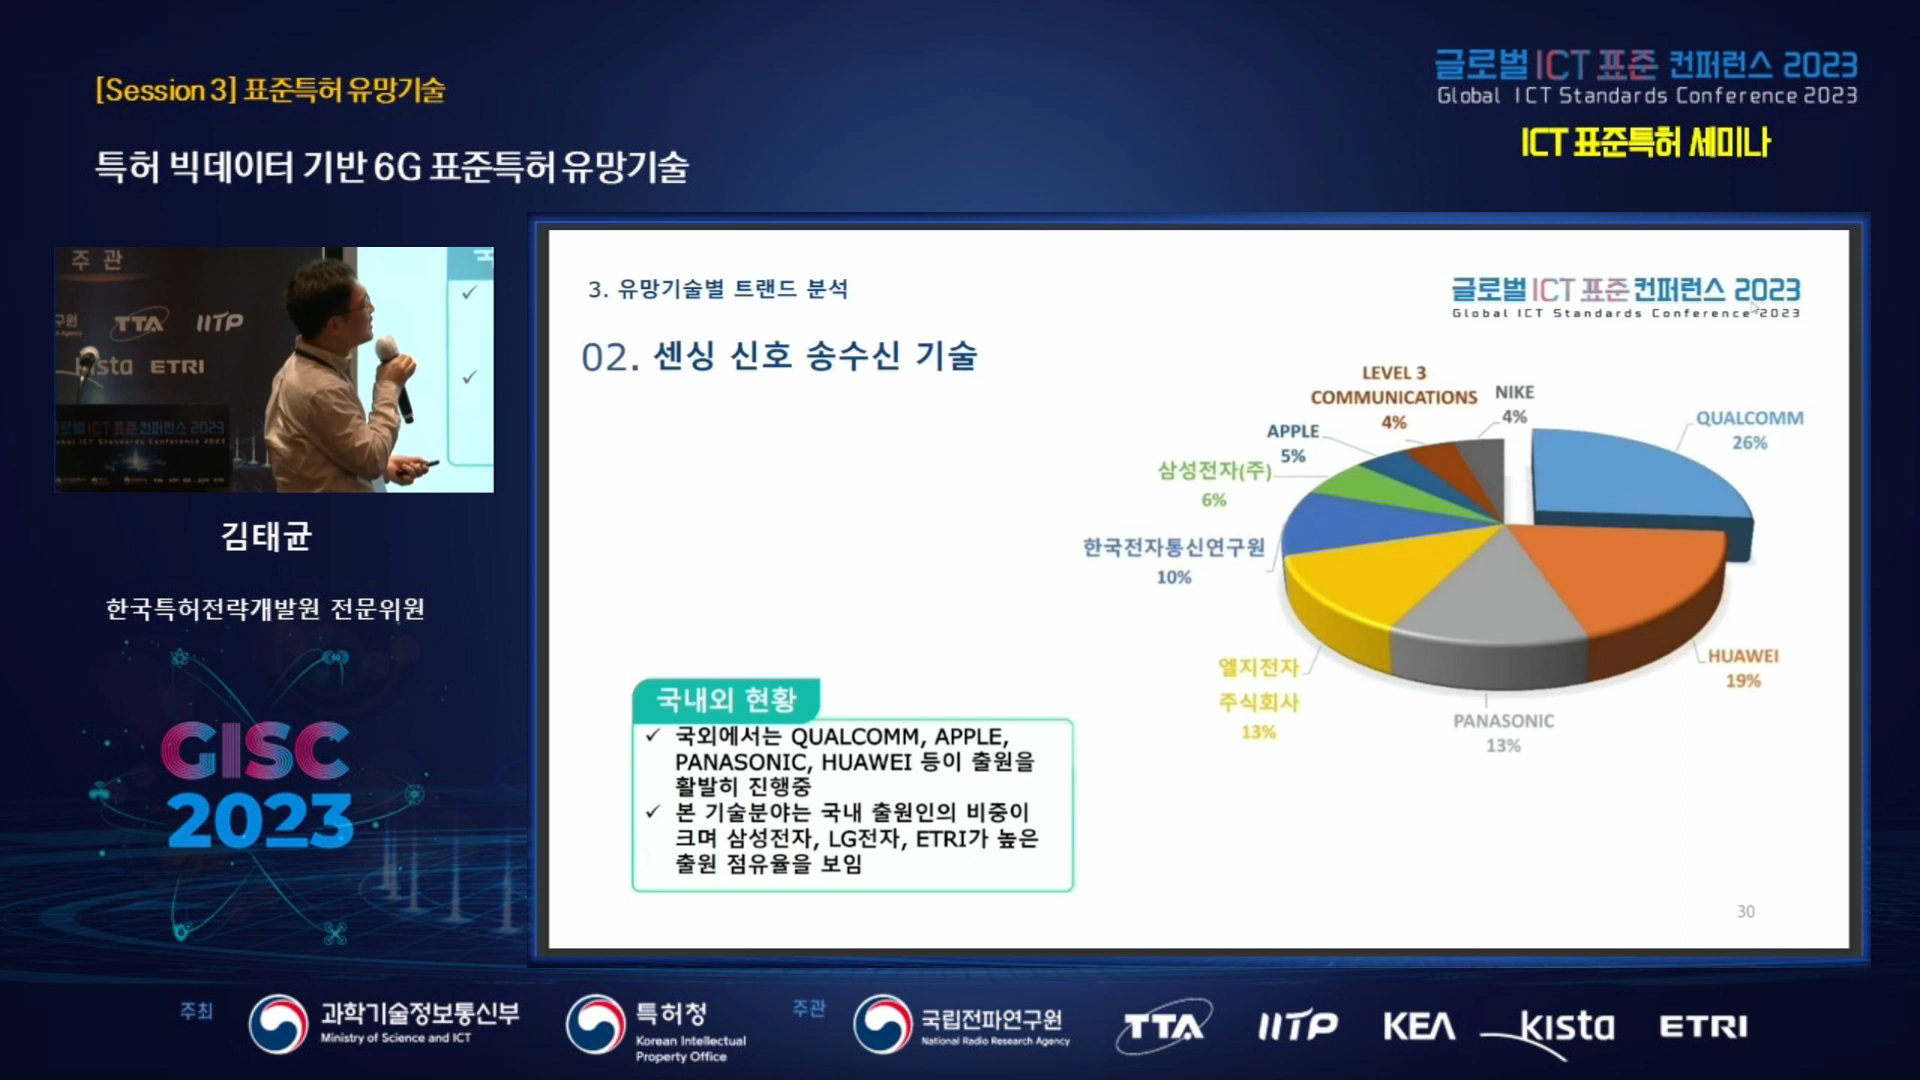 [Session 3] 표준특허 유망기술
특허 빅데이터 기반 6G 표준특허 유망기술
글로벌 ICT 표준 컨퍼런스 2023
Global ICT Standards Conference 2023
ICT 표준특허 세미나
주 관
TTA IITP
kista ETRI
글로벌 ICT 표준 컨퍼런스 2023
김태균
한국특허전략개발원 전문위원
GISC
2023
3. 유망기술별 트랜드 분석
글로벌 ICT 표준 컨퍼런스 2023
Global ICT Standards Conference 2023
02. 센싱 신호 송수신 기술
LEVEL 3
COMMUNICATIONS
4%
NIKE
4%
QUALCOMM
26%
APPLE
5%
삼성전자(주)
6%
한국전자통신연구원
10%
엘지전자
주식회사
13%
PANASONIC
13%
HUAWEI
19%
국내외 현황
✓ 국외에서는 QUALCOMM, APPLE,
PANASONIC, HUAWEI 등이 출원을
활발히 진행중
✓ 본 기술분야는 국내 출원인의 비중이
크며 삼성전자, LG전자, ETRI가 높은
출원 점유율을 보임
30
주최
과학기술정보통신부
Ministry of Science and ICT
특허청
Korean Intellectual
Property Office
주관
국립전파연구원
National Radio Research Agency
TTA
IITP
KEA
kista
ETRI